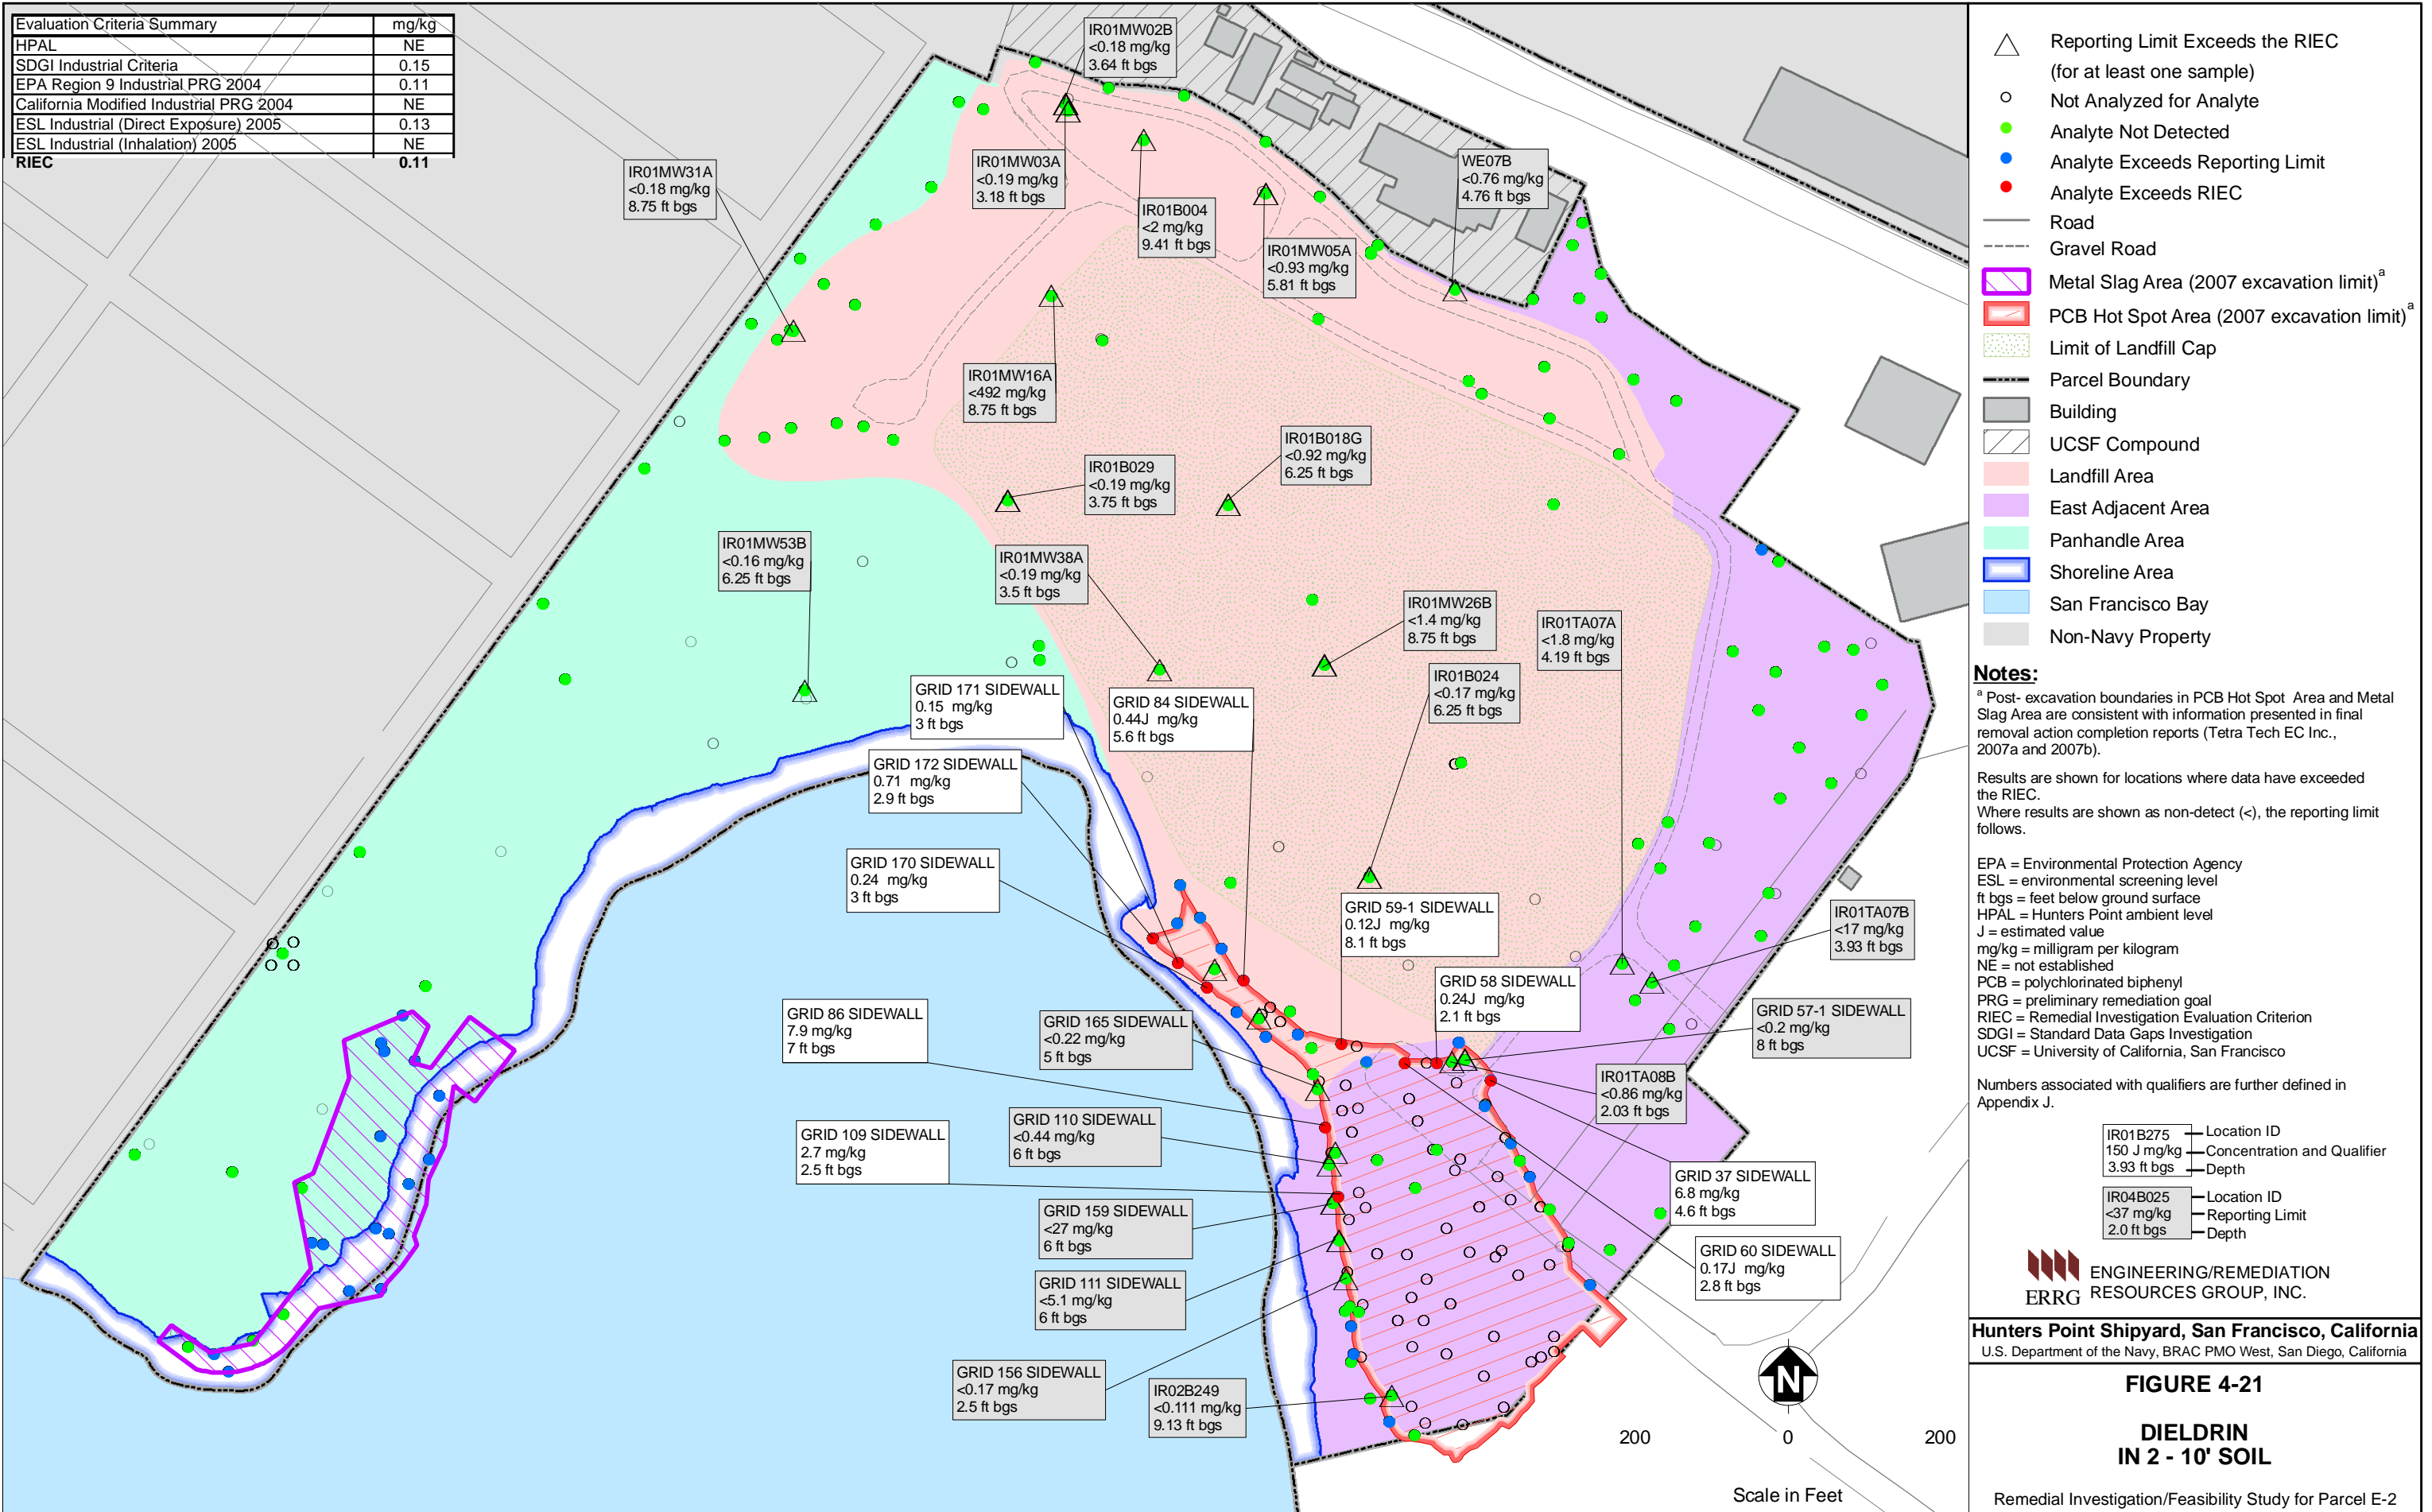 Evaluation Criteria Summary mg/kg
HPAL NE
SDGI Industrial Criteria 0.15
EPA Region 9 Industrial PRG 2004 0.11
California Modified Industrial PRG 2004 NE
ESL Industrial (Direct Exposure) 2005 0.13
ESL Industrial (Inhalation) 2005 NE
RIEC 0.11
IR01MW02B
<0.18 mg/kg
3.64 ft bgs
IR01MW31A
<0.18 mg/kg
8.75 ft bgs
IR01MW03A
<0.19 mg/kg
3.18 ft bgs
IR01B004
<2 mg/kg
9.41 ft bgs
IR01MW05A
<0.93 mg/kg
5.81 ft bgs
WE07B
<0.76 mg/kg
4.76 ft bgs
IR01MW16A
<492 mg/kg
8.75 ft bgs
IR01B018G
<0.92 mg/kg
6.25 ft bgs
IR01B029
<0.19 mg/kg
3.75 ft bgs
IR01MW53B
<0.16 mg/kg
6.25 ft bgs
IR01MW38A
<0.19 mg/kg
3.5 ft bgs
IR01MW26B
<1.4 mg/kg
8.75 ft bgs
IR01TA07A
<1.8 mg/kg
4.19 ft bgs
IR01B024
<0.17 mg/kg
6.25 ft bgs
GRID 171 SIDEWALL
0.15 mg/kg
3 ft bgs
GRID 84 SIDEWALL
0.44J mg/kg
5.6 ft bgs
GRID 172 SIDEWALL
0.71 mg/kg
2.9 ft bgs
GRID 170 SIDEWALL
0.24 mg/kg
3 ft bgs
GRID 59-1 SIDEWALL
0.12J mg/kg
8.1 ft bgs
IR01TA07B
<17 mg/kg
3.93 ft bgs
GRID 58 SIDEWALL
0.24J mg/kg
2.1 ft bgs
GRID 86 SIDEWALL
7.9 mg/kg
7 ft bgs
GRID 165 SIDEWALL
<0.22 mg/kg
5 ft bgs
GRID 57-1 SIDEWALL
<0.2 mg/kg
8 ft bgs
IR01TA08B
<0.86 mg/kg
2.03 ft bgs
GRID 110 SIDEWALL
<0.44 mg/kg
6 ft bgs
GRID 109 SIDEWALL
2.7 mg/kg
2.5 ft bgs
GRID 37 SIDEWALL
6.8 mg/kg
4.6 ft bgs
GRID 159 SIDEWALL
<27 mg/kg
6 ft bgs
GRID 60 SIDEWALL
0.17J mg/kg
2.8 ft bgs
GRID 111 SIDEWALL
<5.1 mg/kg
6 ft bgs
GRID 156 SIDEWALL
<0.17 mg/kg
2.5 ft bgs
IR02B249
<0.111 mg/kg
9.13 ft bgs
N
200 0 200
Scale in Feet
Reporting Limit Exceeds the RIEC
(for at least one sample)
Not Analyzed for Analyte
Analyte Not Detected
Analyte Exceeds Reporting Limit
Analyte Exceeds RIEC
Road
Gravel Road
Metal Slag Area (2007 excavation limit)a
PCB Hot Spot Area (2007 excavation limit)a
Limit of Landfill Cap
Parcel Boundary
Building
UCSF Compound
Landfill Area
East Adjacent Area
Panhandle Area
Shoreline Area
San Francisco Bay
Non-Navy Property
Notes:
a Post- excavation boundaries in PCB Hot Spot Area and Metal
Slag Area are consistent with information presented in final
removal action completion reports (Tetra Tech EC Inc.,
2007a and 2007b).
Results are shown for locations where data have exceeded
the RIEC.
Where results are shown as non-detect (<), the reporting limit
follows.
EPA = Environmental Protection Agency
ESL = environmental screening level
ft bgs = feet below ground surface
HPAL = Hunters Point ambient level
J = estimated value
mg/kg = milligram per kilogram
NE = not established
PCB = polychlorinated biphenyl
PRG = preliminary remediation goal
RIEC = Remedial Investigation Evaluation Criterion
SDGI = Standard Data Gaps Investigation
UCSF = University of California, San Francisco
Numbers associated with qualifiers are further defined in
Appendix J.
IR01B275 Location ID
150 J mg/kg Concentration and Qualifier
3.93 ft bgs Depth
IR04B025 Location ID
<37 mg/kg Reporting Limit
2.0 ft bgs Depth
ERRG
ENGINEERING/REMEDIATION
RESOURCES GROUP, INC.
Hunters Point Shipyard, San Francisco, California
U.S. Department of the Navy, BRAC PMO West, San Diego, California
FIGURE 4-21
DIELDRIN
IN 2 - 10' SOIL
Remedial Investigation/Feasibility Study for Parcel E-2